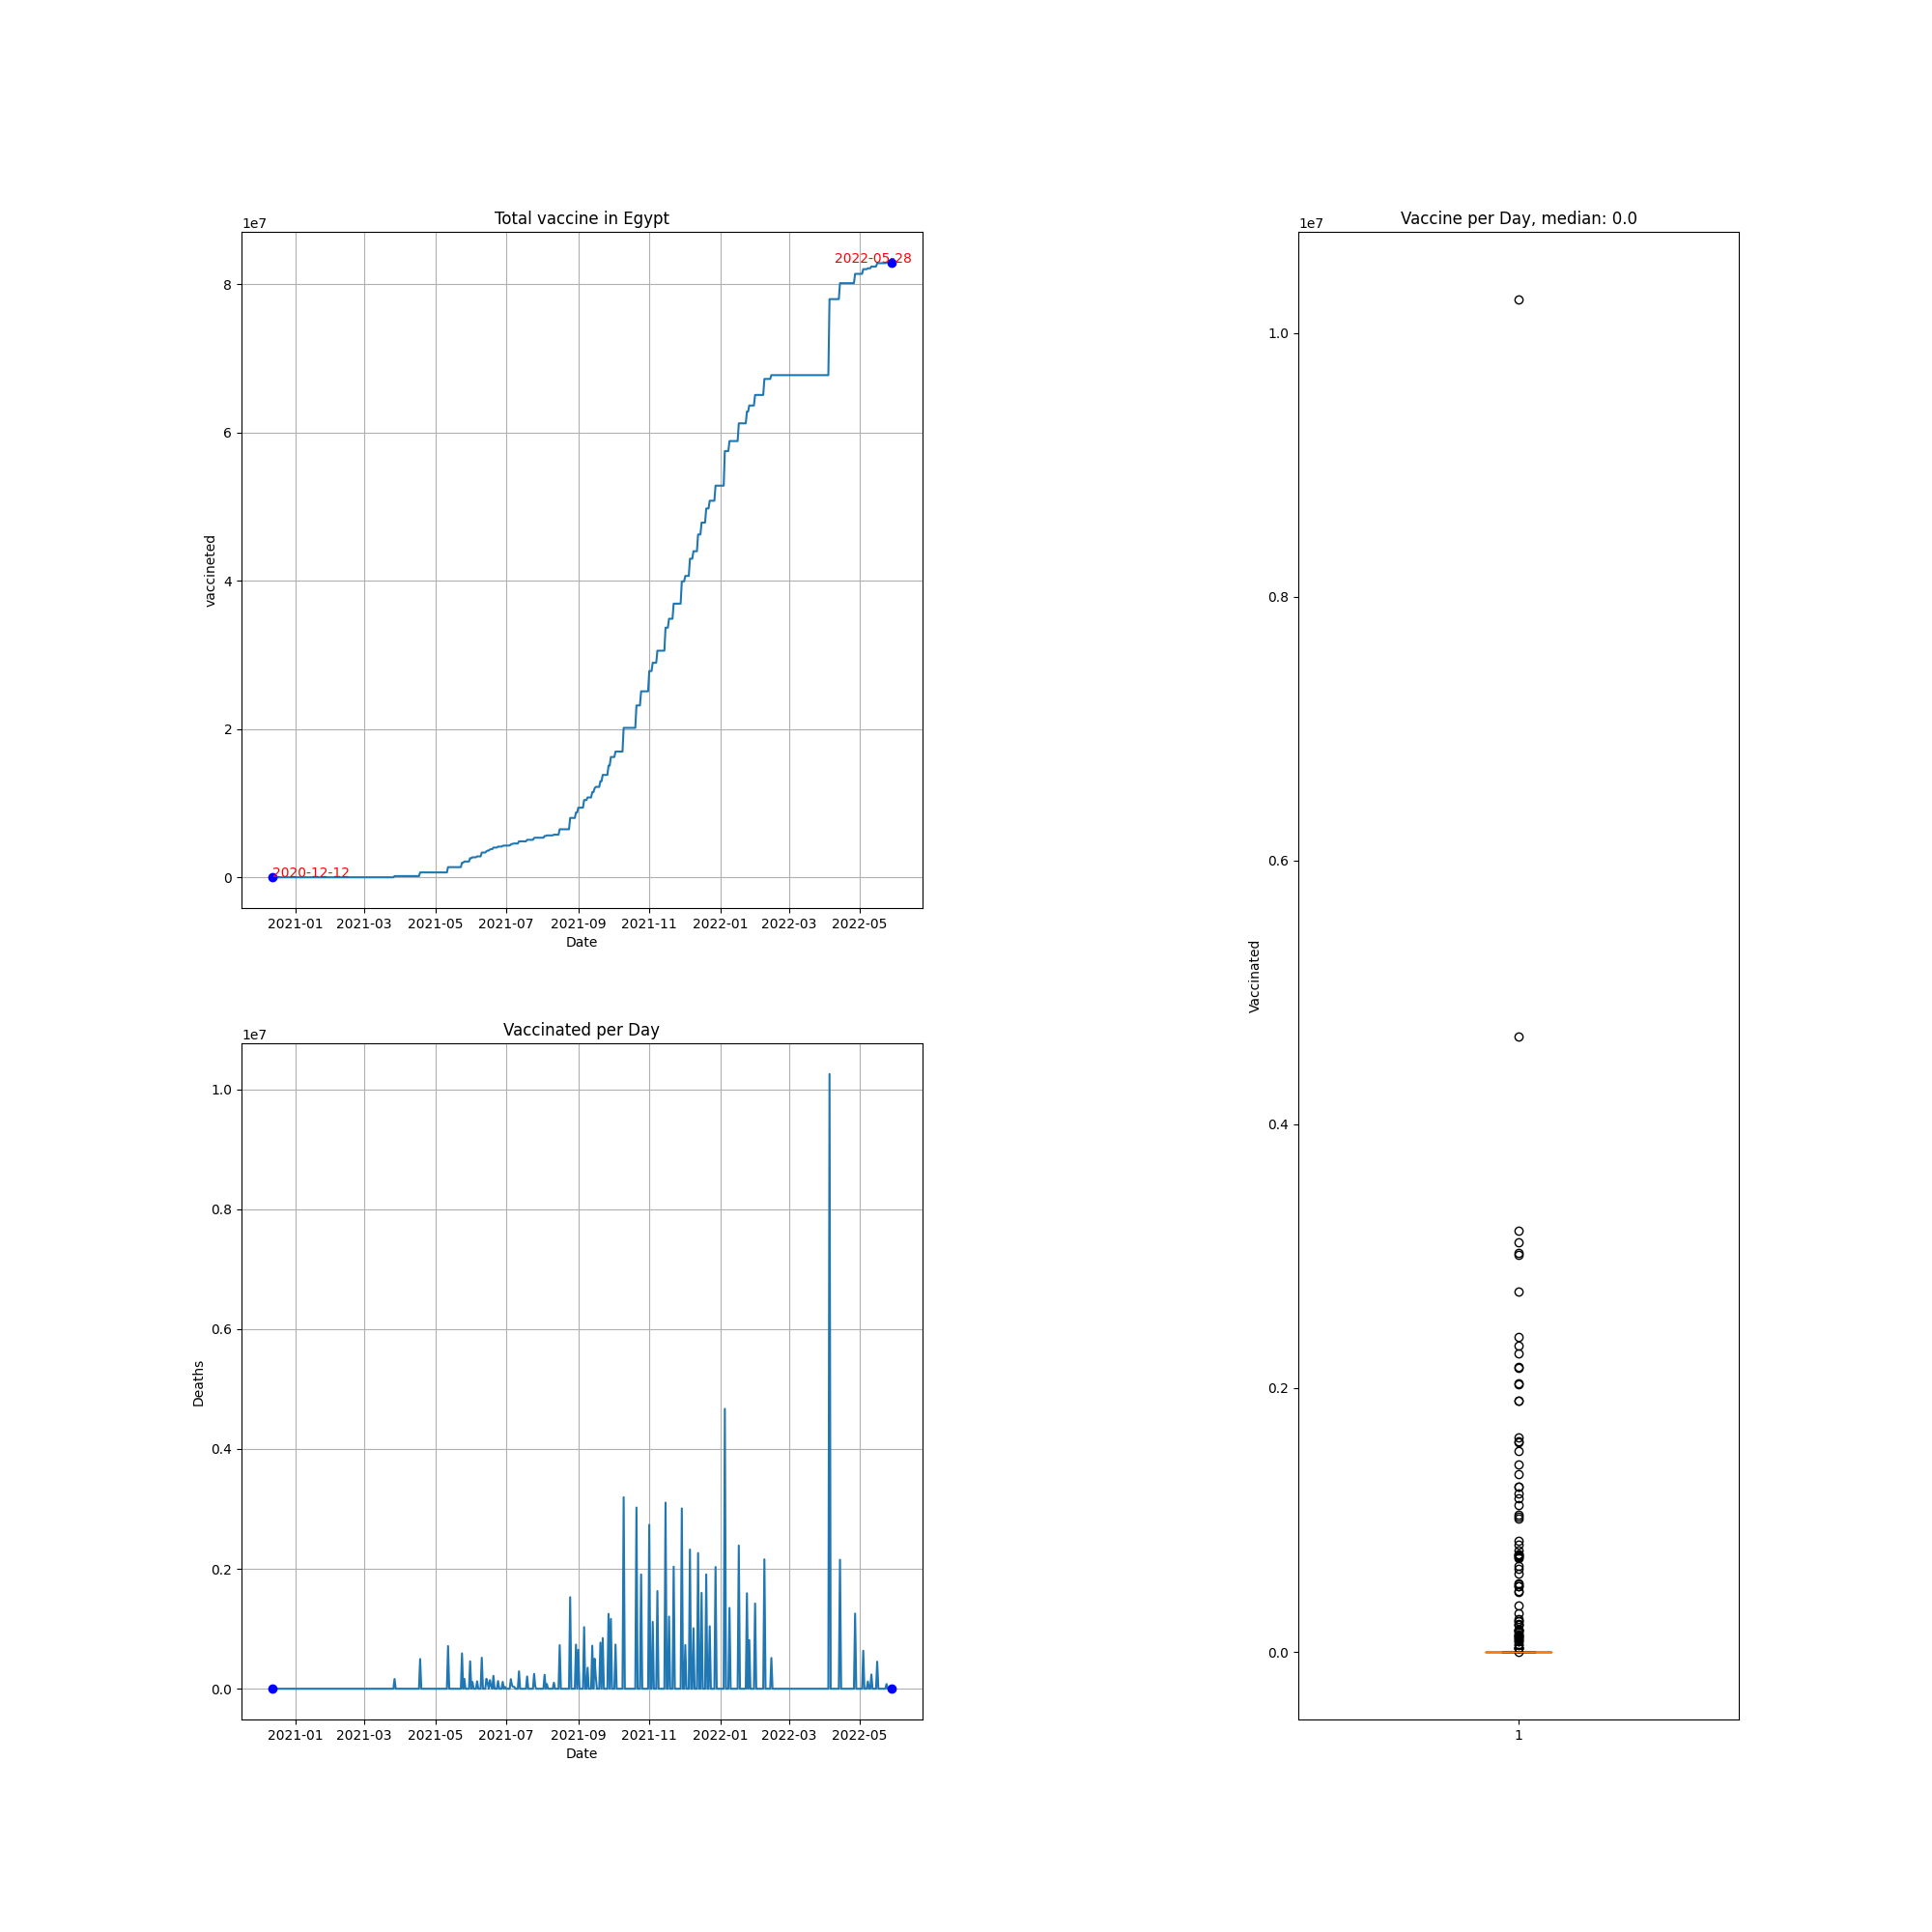 Total vaccine in Egypt
1e7
8
6
4
2
0
vaccineted
2022-05-28
2020-12-12
2021-01 2021-03 2021-05 2021-07 2021-09 2021-11 2022-01 2022-03 2022-05
Date
Vaccinated per Day
1e7
1.0
0.8
0.6
0.4
0.2
0.0
Deaths
2021-01 2021-03 2021-05 2021-07 2021-09 2021-11 2022-01 2022-03 2022-05
Date
Vaccine per Day, median: 0.0
1e7
1.0
0.8
0.6
0.4
0.2
0.0
Vaccinated
1